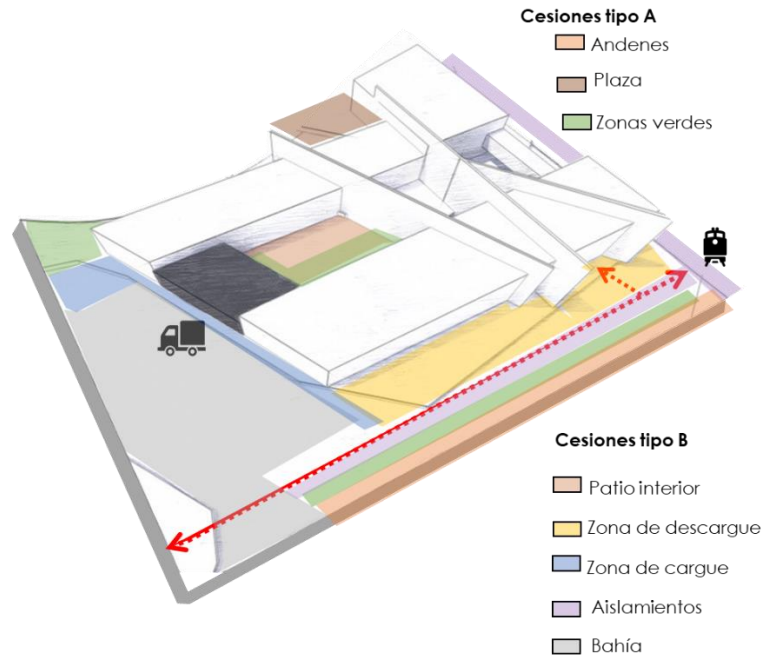 Cesiones tipo A
Andenes
Plaza
Zonas verdes
Cesiones tipo B
Patio interior
Zona de descargue
Zona de cargue
Aislamientos
Bahía